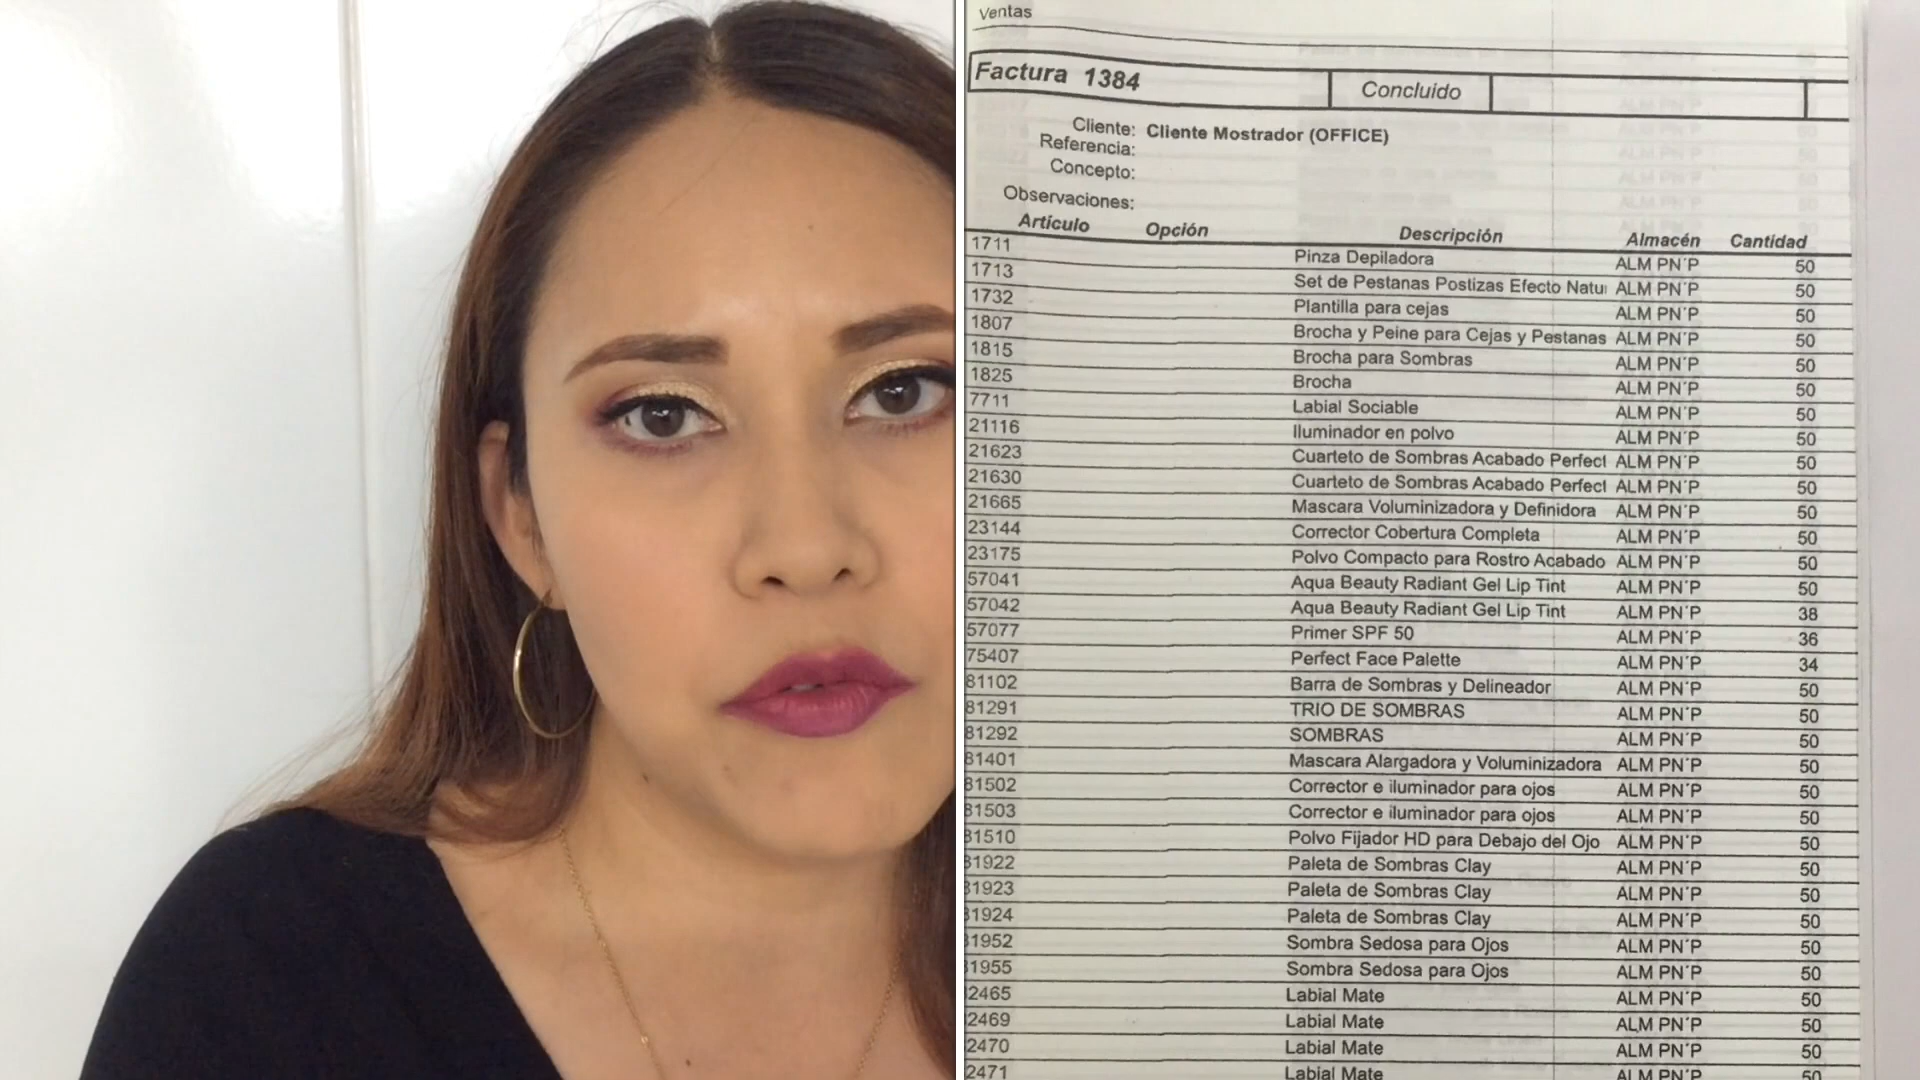 Ventas
Factura 1384 Concluido
Cliente: Cliente Mostrador (OFFICE)
Referencia:
Concepto:
Observaciones:
Artículo Opción Descripción Almacén Cantidad
1711 Pinza Depiladora ALM PN´P 50
1713 Set de Pestanas Postizas Efecto Natu ALM PN´P 50
1732 Plantilla para cejas ALM PN´P 50
1807 Brocha y Peine para Cejas y Pestanas ALM PN´P 50
1815 Brocha para Sombras ALM PN´P 50
1825 Brocha ALM PN´P 50
7711 Labial Sociable ALM PN´P 50
21116 Iluminador en polvo ALM PN´P 50
21623 Cuarteto de Sombras Acabado Perfect ALM PN´P 50
21630 Cuarteto de Sombras Acabado Perfect ALM PN´P 50
21665 Mascara Voluminizadora y Definidora ALM PN´P 50
23144 Corrector Cobertura Completa ALM PN´P 50
23175 Polvo Compacto para Rostro Acabado ALM PN´P 50
57041 Aqua Beauty Radiant Gel Lip Tint ALM PN´P 50
57042 Aqua Beauty Radiant Gel Lip Tint ALM PN´P 38
57077 Primer SPF 50 ALM PN´P 36
75407 Perfect Face Palette ALM PN´P 34
81102 Barra de Sombras y Delineador ALM PN´P 50
81291 TRIO DE SOMBRAS ALM PN´P 50
81292 SOMBRAS ALM PN´P 50
81401 Mascara Alargadora y Voluminizadora ALM PN´P 50
81502 Corrector e iluminador para ojos ALM PN´P 50
81503 Corrector e iluminador para ojos ALM PN´P 50
81510 Polvo Fijador HD para Debajo del Ojo ALM PN´P 50
81922 Paleta de Sombras Clay ALM PN´P 50
81923 Paleta de Sombras Clay ALM PN´P 50
81924 Paleta de Sombras Clay ALM PN´P 50
81952 Sombra Sedosa para Ojos ALM PN´P 50
81955 Sombra Sedosa para Ojos ALM PN´P 50
2465 Labial Mate ALM PN´P 50
2469 Labial Mate ALM PN´P 50
2470 Labial Mate ALM PN´P 50
2471 Labial Mate ALM PN´P 50